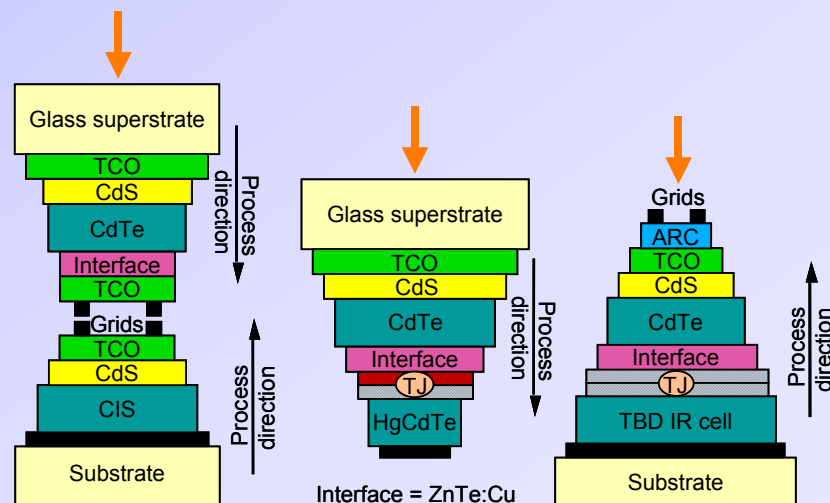 Glass superstrate
TCO
CdS
CdTe
Interface
TCO
Grids
TCO
CdS
CIS
Substrate
Process
direction
Process
direction
Glass superstrate
TCO
CdS
CdTe
Interface
TJ
HgCdTe
Process
direction
Interface = ZnTe:Cu
Grids
ARC
TCO
CdS
CdTe
Interface
TJ
TBD IR cell
Substrate
Process
direction